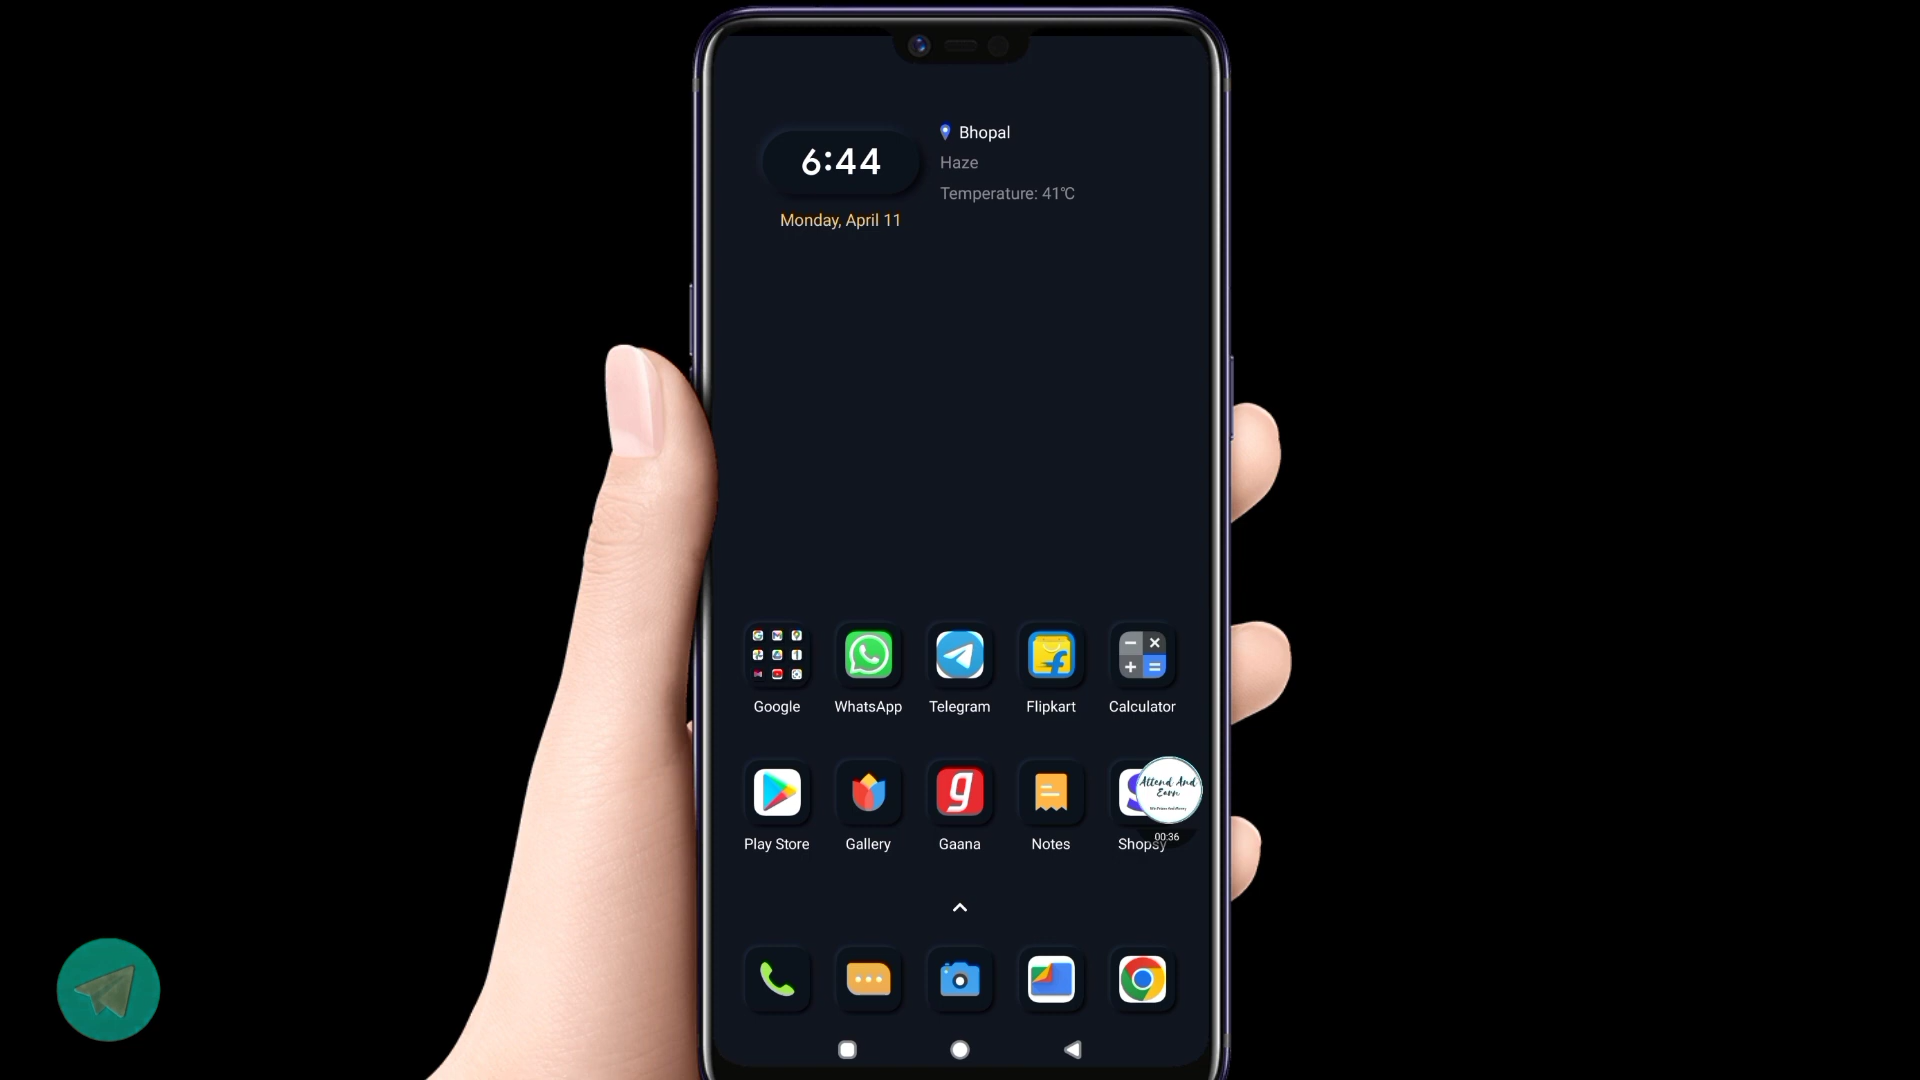 Bhopal
6:44
Haze
Temperature: 41°C
Monday, April 11
Google WhatsApp Telegram Flipkart Calculator
Attend And
Earn
Play Store Gallery Gaana Notes Shopsy
00:36